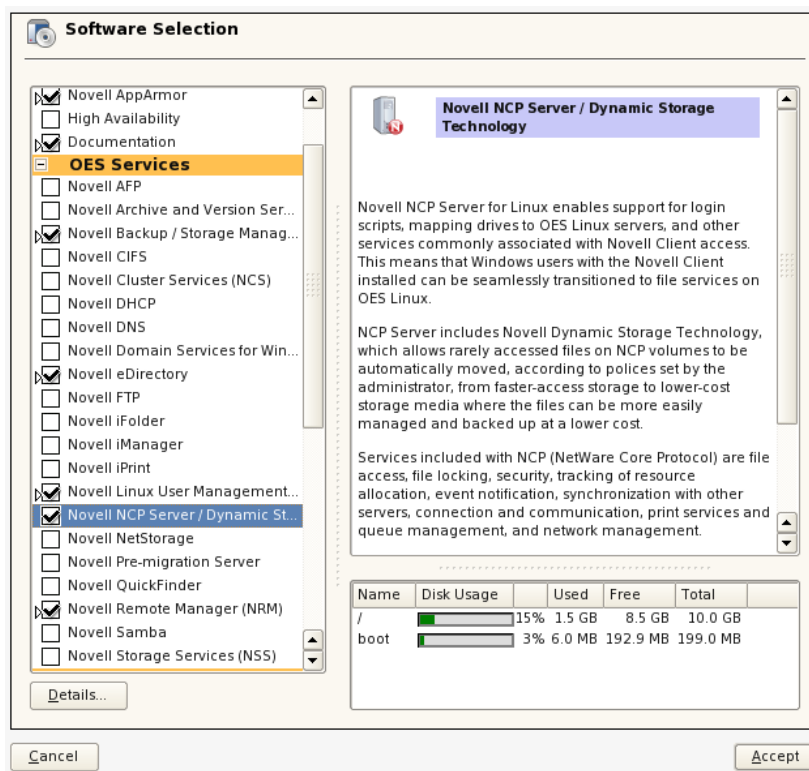 Software Selection
Novell AppArmor
High Availability
Documentation
OES Services
Novell AFP
Novell Archive and Version Ser...
Novell Backup / Storage Manag...
Novell CIFS
Novell Cluster Services (NCS)
Novell DHCP
Novell DNS
Novell Domain Services for Win...
Novell eDirectory
Novell FTP
Novell iFolder
Novell iManager
Novell iPrint
Novell Linux User Management...
Novell NCP Server / Dynamic St...
Novell NetStorage
Novell Pre-migration Server
Novell QuickFinder
Novell Remote Manager (NRM)
Novell Samba
Novell Storage Services (NSS)
Details...
Novell NCP Server / Dynamic Storage
Technology
Novell NCP Server for Linux enables support for login
scripts, mapping drives to OES Linux servers, and other
services commonly associated with Novell Client access.
This means that Windows users with the Novell Client
installed can be seamlessly transitioned to file services on
OES Linux.
NCP Server includes Novell Dynamic Storage Technology,
which allows rarely accessed files on NCP volumes to be
automatically moved, according to polices set by the
administrator, from faster-access storage to lower-cost
storage media where the files can be more easily
managed and backed up at a lower cost.
Services included with NCP (NetWare Core Protocol) are file
access, file locking, security, tracking of resource
allocation, event notification, synchronization with other
servers, connection and communication, print services and
queue management, and network management.
Name Disk Usage Used Free Total
/ 15% 1.5 GB 8.5 GB 10.0 GB
boot 3% 6.0 MB 192.9 MB 199.0 MB
Cancel
Accept